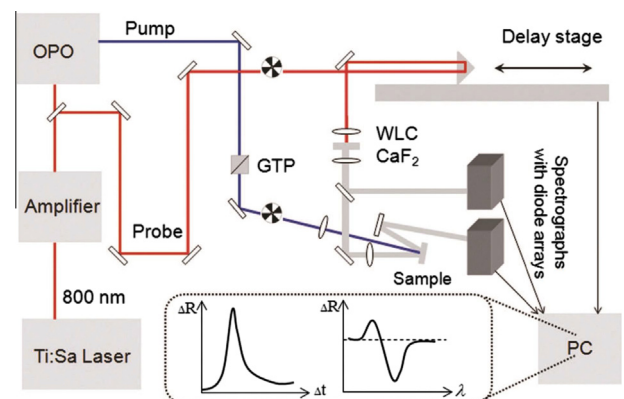 OPO
Pump
Delay stage
WLC
CaF₂
GTP
Amplifier
Probe
Spectrographs
with diode arrays
Sample
800 nm
Ti:Sa Laser
ΔR
Δt
ΔR
λ
PC